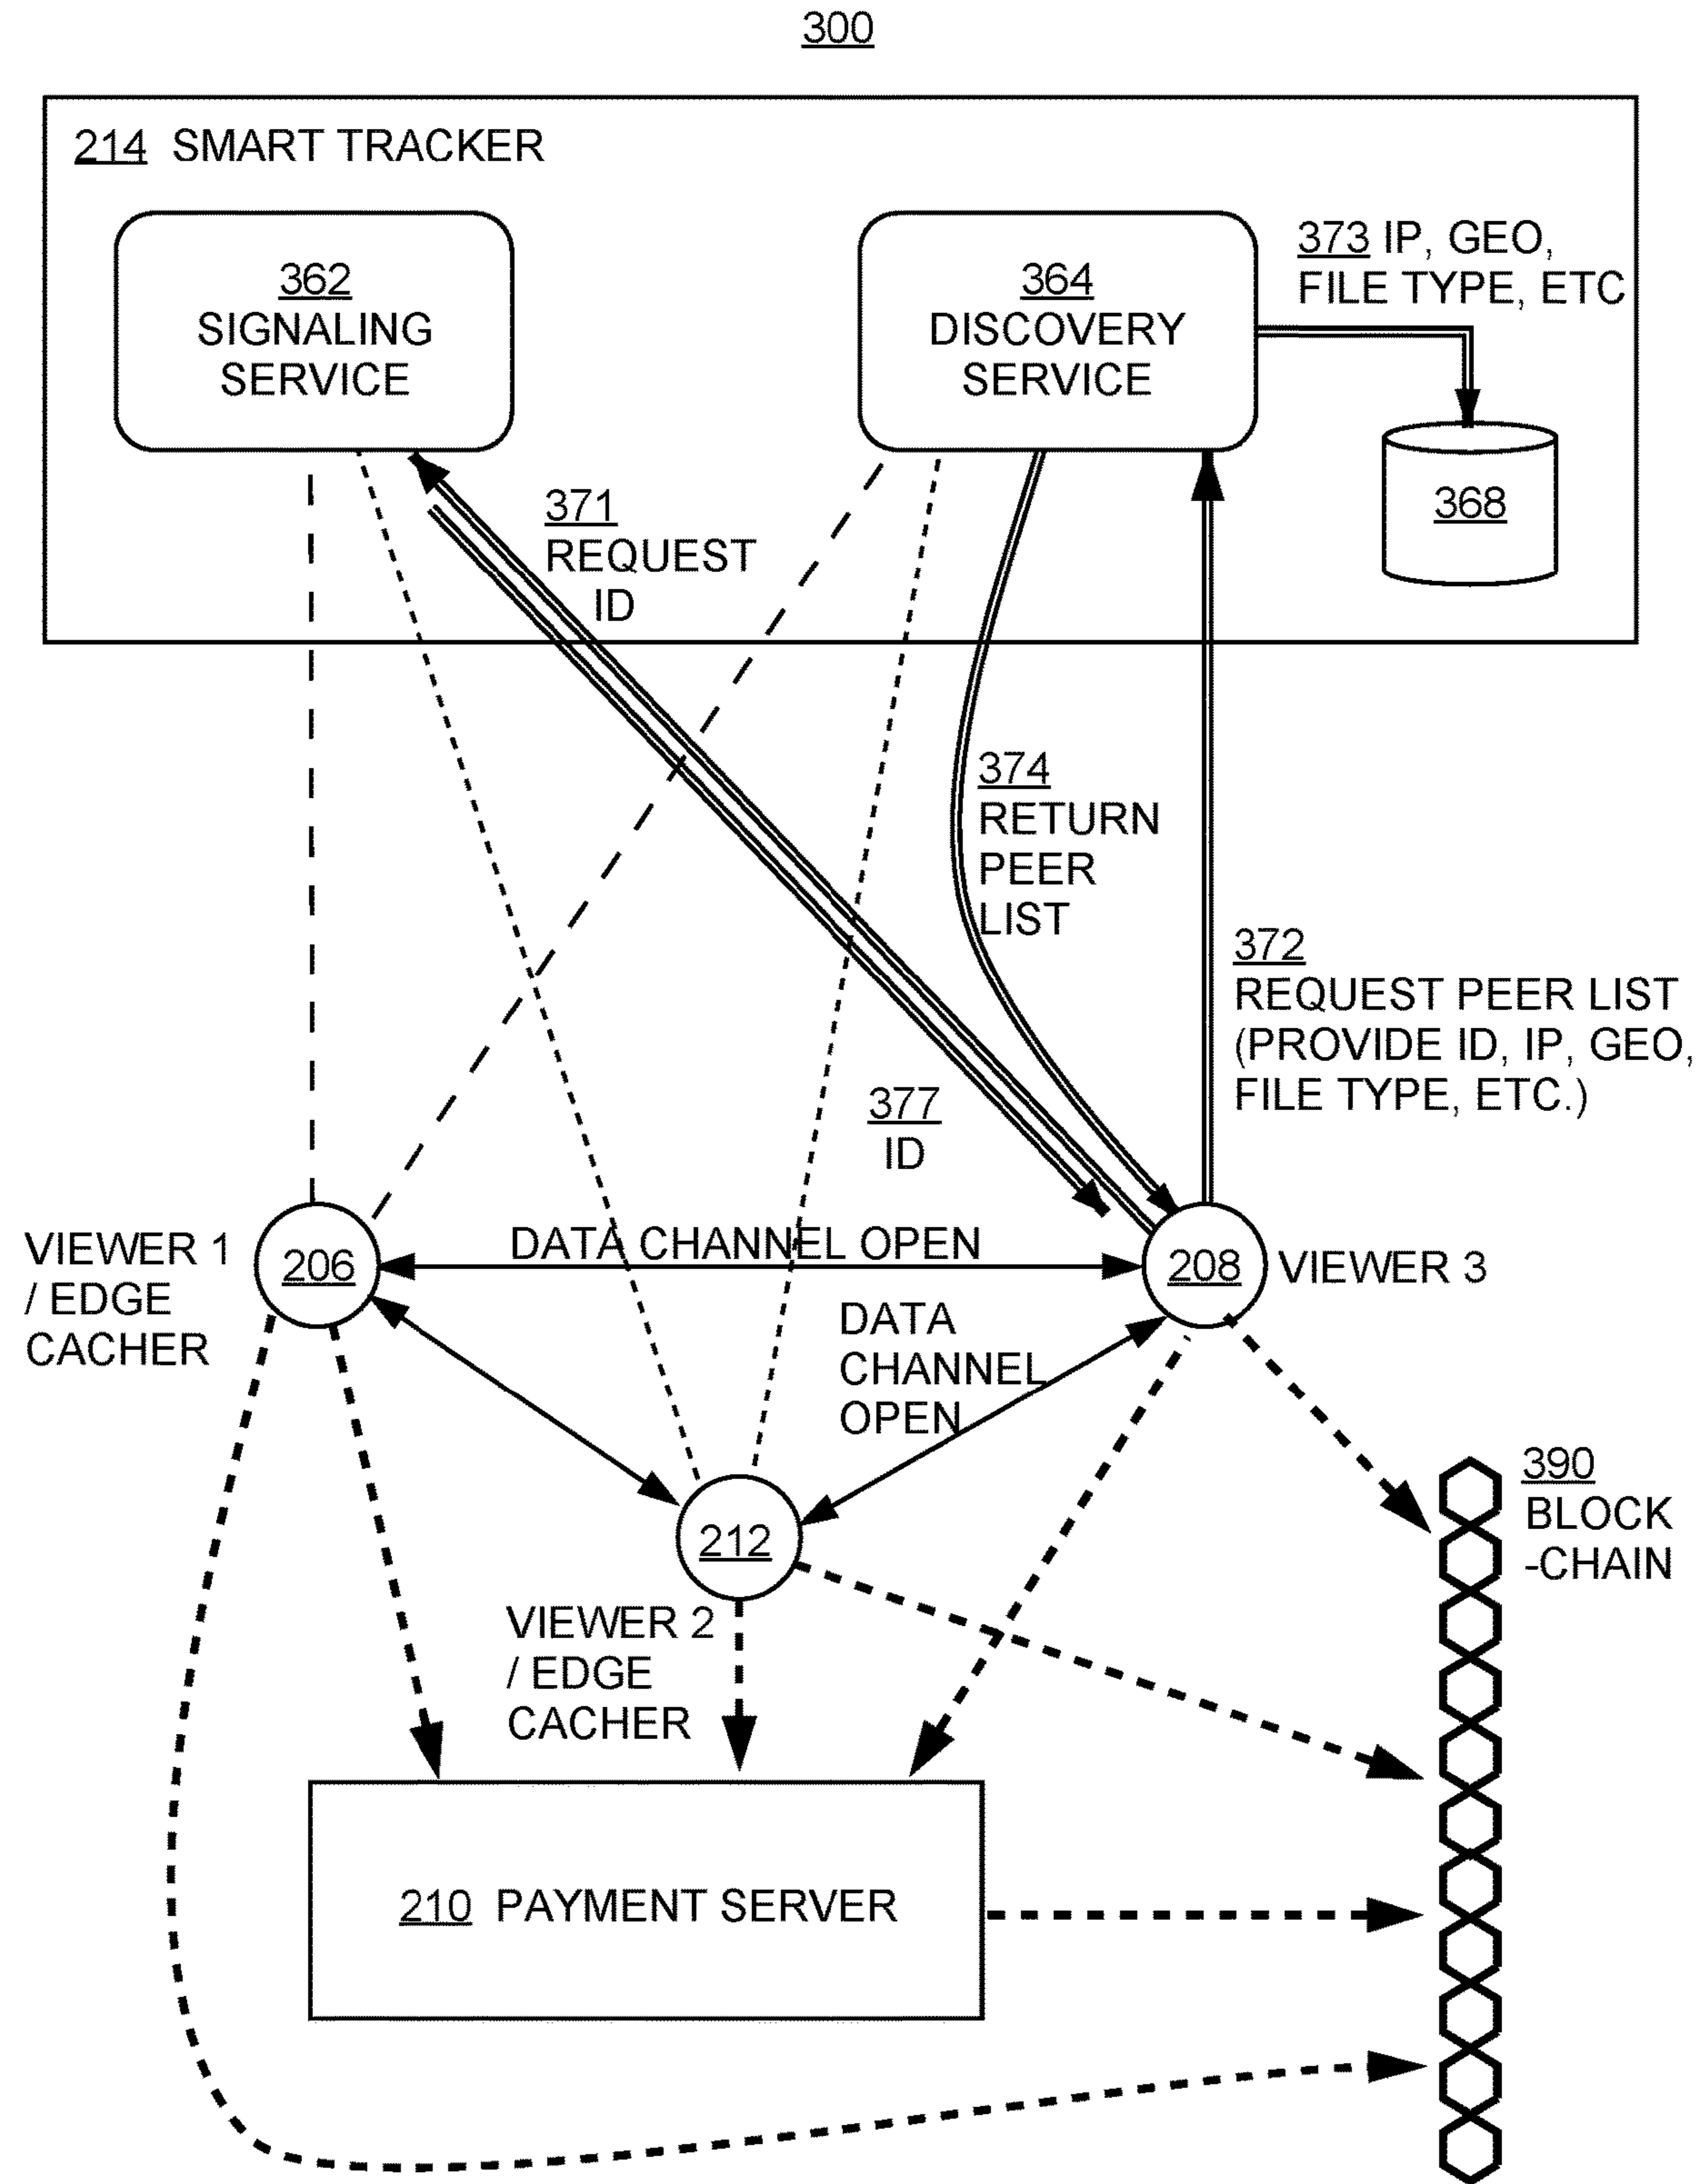 300
214 SMART TRACKER
362
SIGNALING
SERVICE
364
DISCOVERY
SERVICE
373 IP, GEO,
FILE TYPE, ETC
368
371
REQUEST
ID
374
RETURN
PEER
LIST
372
REQUEST PEER LIST
(PROVIDE ID, IP, GEO,
FILE TYPE, ETC.)
377
ID
VIEWER 1
/ EDGE
CACHER
206
DATA CHANNEL OPEN
208
VIEWER 3
DATA
CHANNEL
OPEN
212
VIEWER 2
/ EDGE
CACHER
390
BLOCK
-CHAIN
210 PAYMENT SERVER